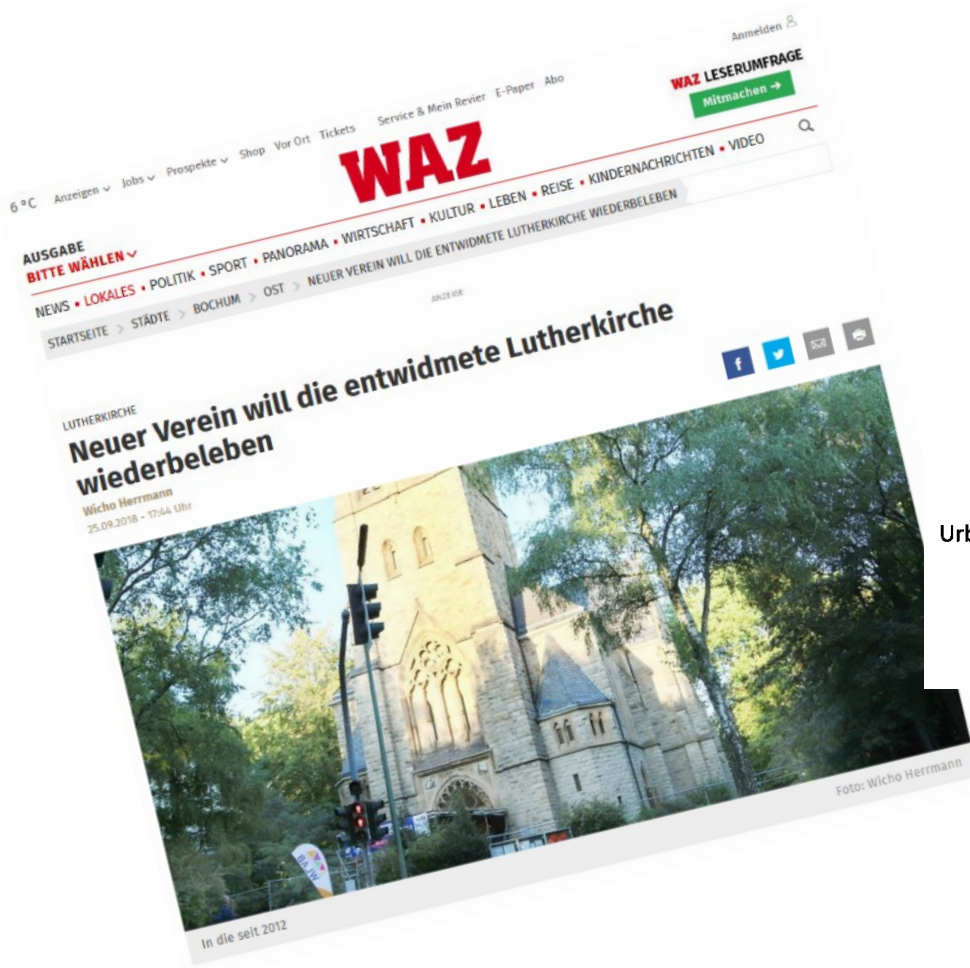 Anmelden
WAZ LESERUMFRAGE
Mitmachen →
6 °C Anzeigen Jobs Prospekte Shop Vor Ort Tickets Service & Mein Revier E-Paper Abo
WAZ
AUSGABE
BITTE WÄHLEN
NEWS ▪ LOKALES ▪ POLITIK ▪ SPORT ▪ PANORAMA ▪ WIRTSCHAFT ▪ KULTUR ▪ LEBEN ▪ REISE ▪ KINDERNACHRICHTEN ▪ VIDEO
STARTSEITE > STÄDTE > BOCHUM > OST > NEUER VEREIN WILL DIE ENTWIDMETE LUTHERKIRCHE WIEDERBELEBEN
ANZEIGE
LUTHERKIRCHE
Neuer Verein will die entwidmete Lutherkirche
wiederbeleben
Wicho Herrmann
25.09.2018 – 17:44 Uhr
f
Urb
BAJW
Foto: Wicho Herrmann
In die seit 2012